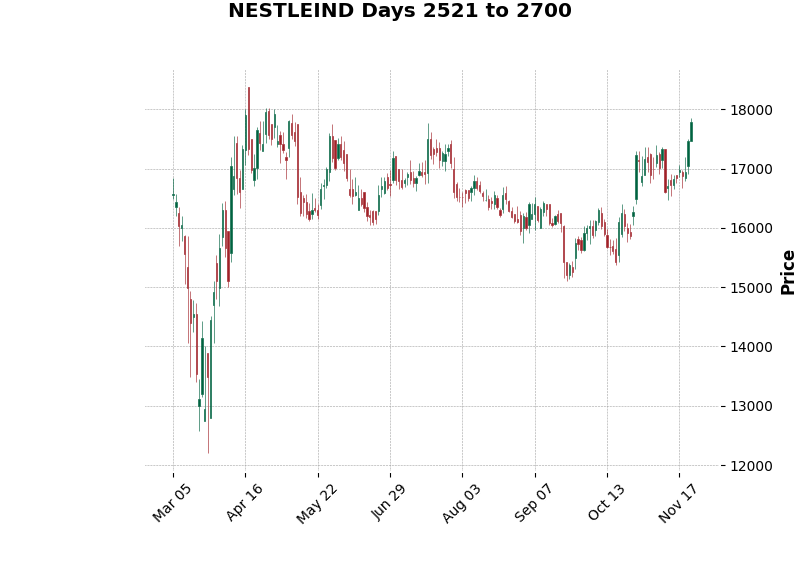 NESTLEIND Days 2521 to 2700
18000
17000
16000
15000
14000
13000
12000
Price
Mar 05
Apr 16
May 22
Jun 29
Aug 03
Sep 07
Oct 13
Nov 17